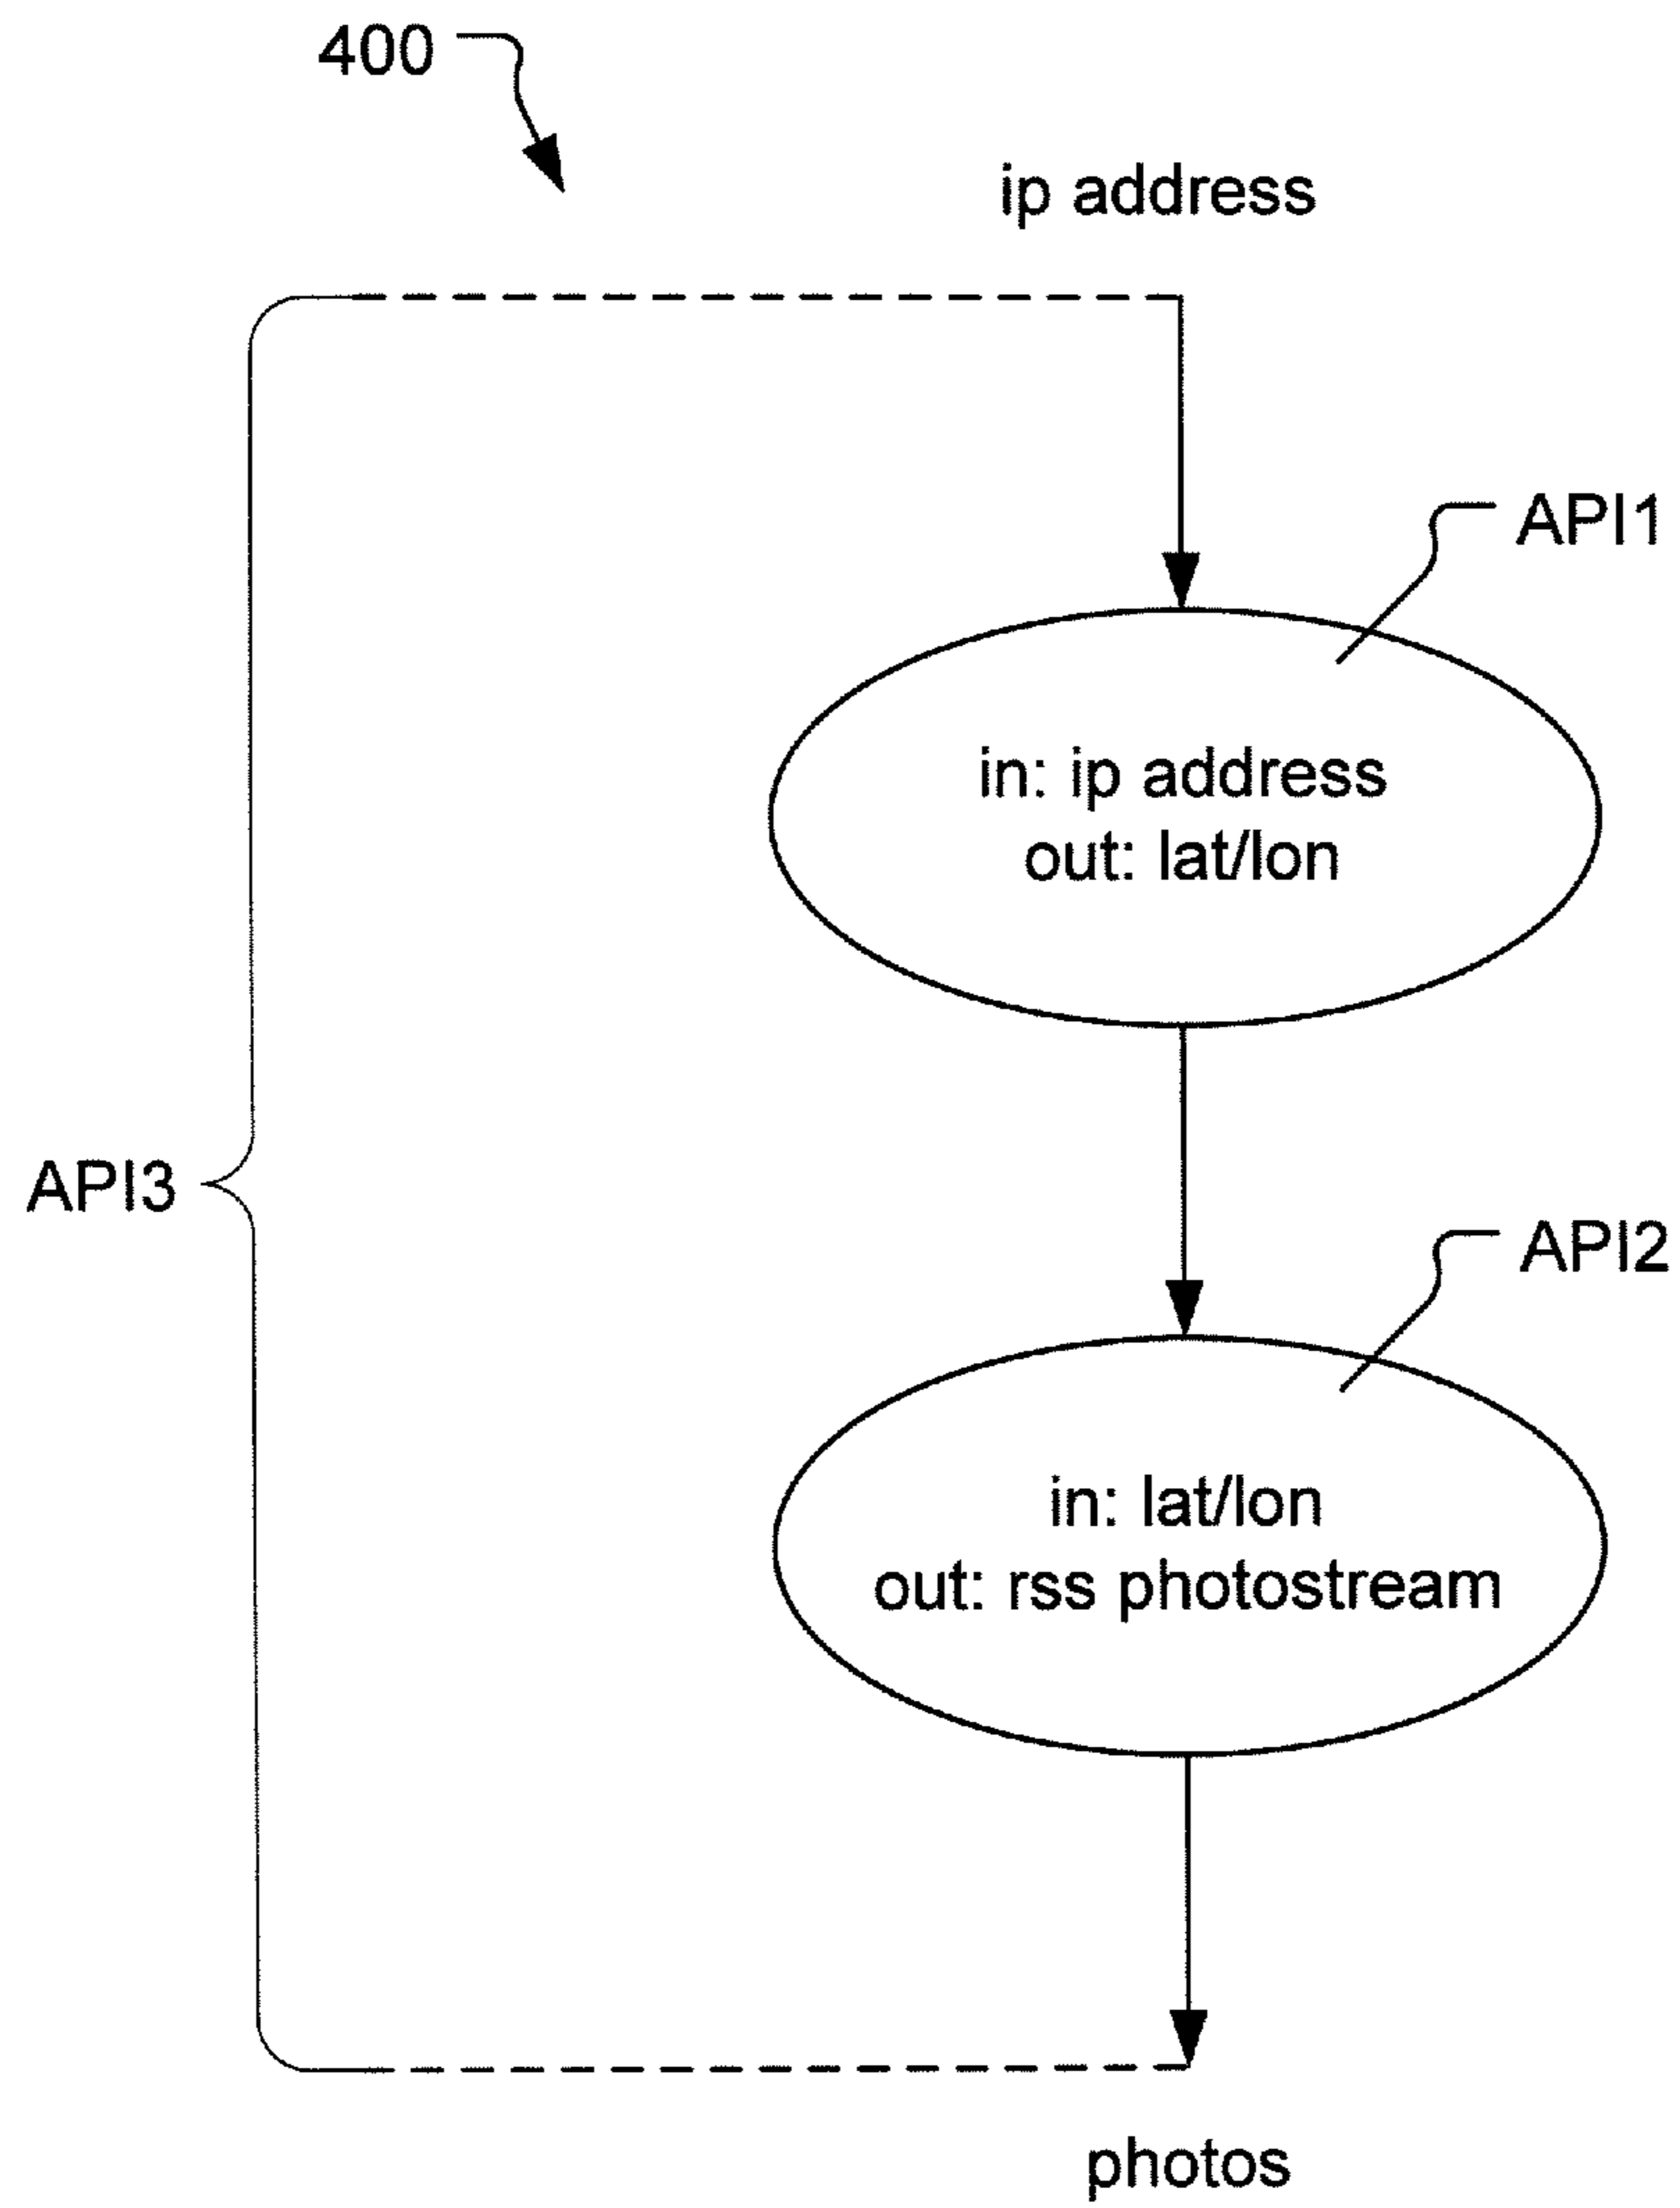 400
ip address
API1
in: ip address
out: lat/lon
API3
API2
in: lat/lon
out: rss photostream
photos